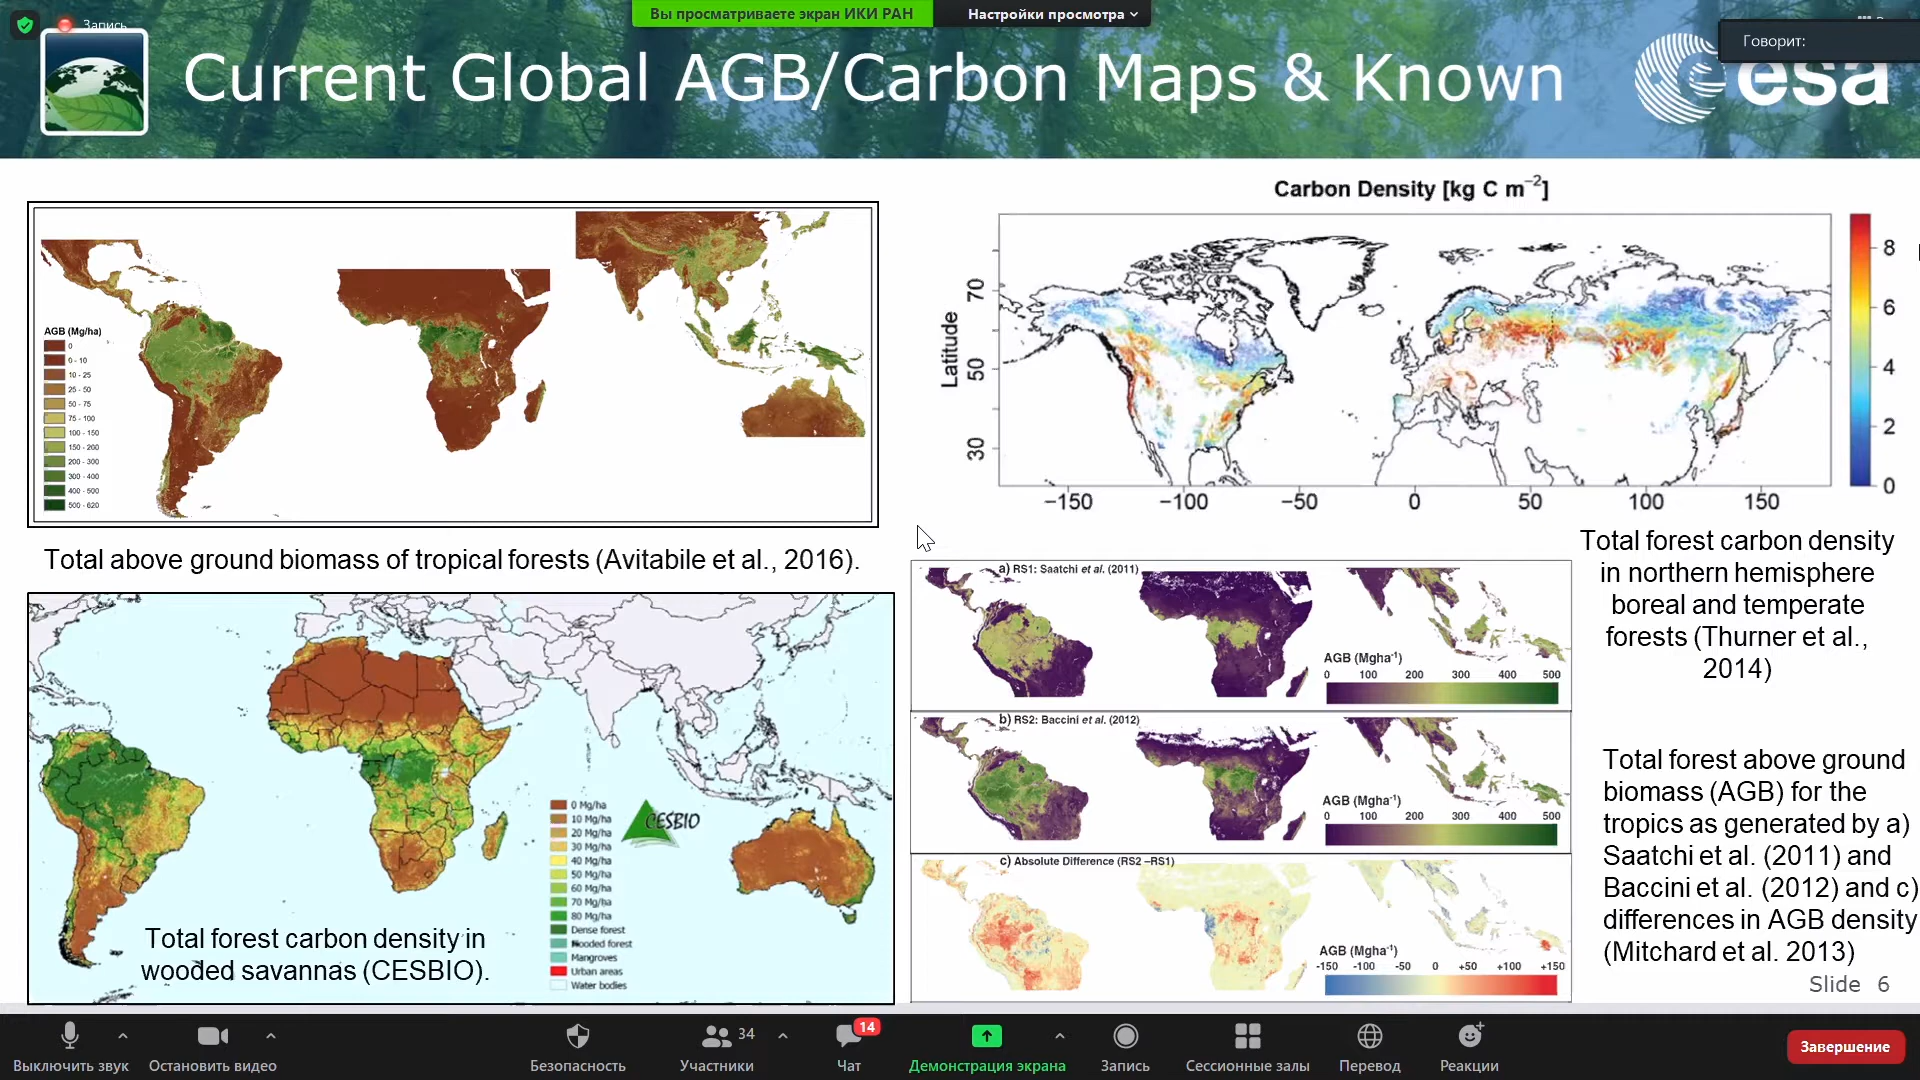 Запись
Вы просматриваете экран ИКИ РАН
Настройки просмотра
Говорит:
Current Global AGB/Carbon Maps & Known
esa
AGB (Mg/ha)
0
0 - 10
10 - 25
25 - 50
50 - 75
75 - 100
100 - 150
150 - 200
200 - 300
300 - 400
400 - 500
500 - 620
Total above ground biomass of tropical forests (Avitabile et al., 2016).
Carbon Density [kg C m⁻²]
Latitude
70
50
30
−150 −100 −50 0 50 100 150
8
6
4
2
0
Total forest carbon density
in northern hemisphere
boreal and temperate
forests (Thurner et al.,
2014)
0 Mg/ha
10 Mg/ha
20 Mg/ha
30 Mg/ha
40 Mg/ha
50 Mg/ha
60 Mg/ha
70 Mg/ha
80 Mg/ha
Dense forest
Wooded forest
Mangroves
Urban areas
Water bodies
CESBIO
Total forest carbon density in
wooded savannas (CESBIO).
a) RS1: Saatchi et al. (2011)
AGB (Mgha⁻¹)
0 100 200 300 400 500
b) RS2: Baccini et al. (2012)
AGB (Mgha⁻¹)
0 100 200 300 400 500
c) Absolute Difference (RS2 –RS1)
AGB (Mgha⁻¹)
-150 -100 -50 0 +50 +100 +150
Total forest above ground
biomass (AGB) for the
tropics as generated by a)
Saatchi et al. (2011) and
Baccini et al. (2012) and c)
differences in AGB density
(Mitchard et al. 2013)
Slide 6
34
14
Выключить звук
Остановить видео
Безопасность
Участники
Чат
Демонстрация экрана
Запись
Сессионные залы
Перевод
Реакции
Завершение